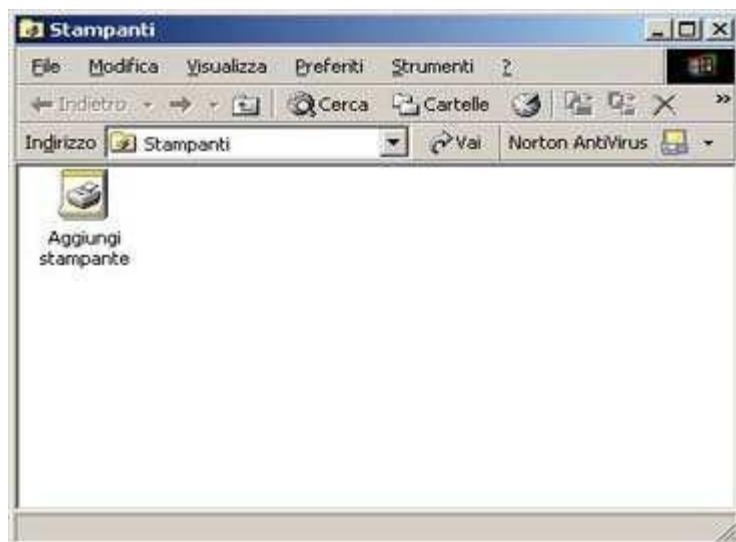 Stampanti
File Modifica Visualizza Preferiti Strumenti ?
Indietro Cerca Cartelle »
Indirizzo Stampanti Vai Norton AntiVirus
Aggiungi
stampante